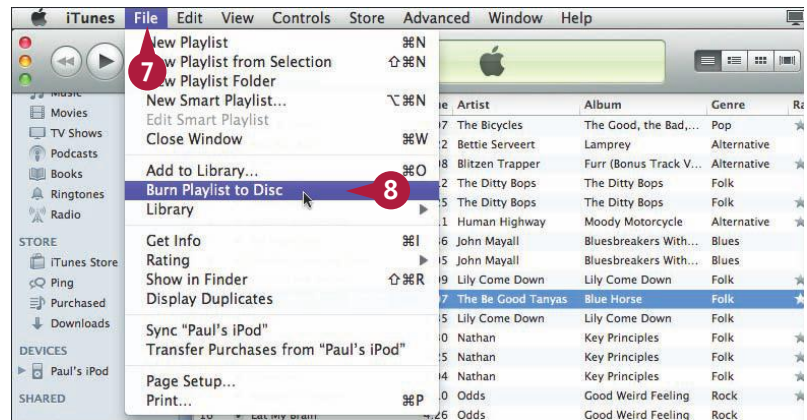 iTunes File Edit View Controls Store Advanced Window Help
7
8
Music
Movies
TV Shows
Podcasts
Books
Ringtones
Radio
STORE
iTunes Store
Ping
Purchased
Downloads
DEVICES
Paul's iPod
SHARED
New Playlist ⌘N
New Playlist from Selection ⇧⌘N
New Playlist Folder
New Smart Playlist... ⌥⌘N
Edit Smart Playlist
Close Window ⌘W
Add to Library... ⌘O
Burn Playlist to Disc
Library
Get Info ⌘I
Rating
Show in Finder ⇧⌘R
Display Duplicates
Sync "Paul's iPod"
Transfer Purchases from "Paul's iPod"
Page Setup...
Print... ⌘P
Artist Album Genre Ra
The Bicycles The Good, the Bad,... Pop
Bettie Serveert Lamprey Alternative
Blitzen Trapper Furr (Bonus Track V... Alternative
The Ditty Bops The Ditty Bops Folk
The Ditty Bops The Ditty Bops Folk
Human Highway Moody Motorcycle Alternative
John Mayall Bluesbreakers With... Blues
John Mayall Bluesbreakers With... Blues
Lily Come Down Lily Come Down Folk
The Be Good Tanyas Blue Horse Folk
Lily Come Down Lily Come Down Folk
Nathan Key Principles Folk
Nathan Key Principles Folk
Nathan Key Principles Folk
Odds Good Weird Feeling Rock
Eat My Brain 4:26 Odds Good Weird Feeling Rock